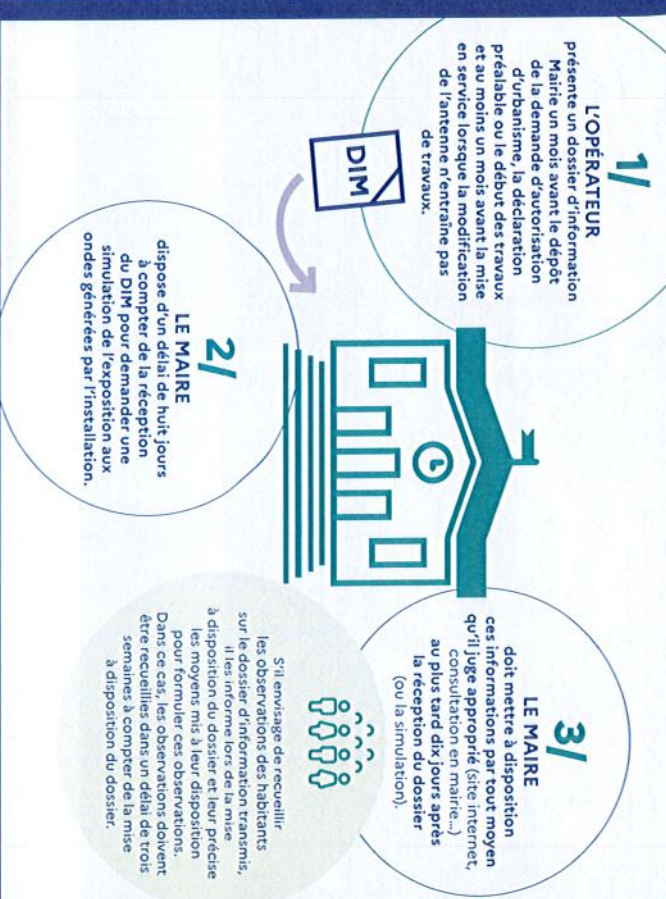 1/
L'OPÉRATEUR
présente un dossier d'information
Mairie un mois avant le dépôt
de la demande d'autorisation
d'urbanisme, la déclaration
préalable ou le début des travaux
et au moins un mois avant la mise
en service lorsque la modification
de l'antenne n'entraîne pas
de travaux.
DIM
2/
LE MAIRE
dispose d'un délai de huit jours
à compter de la réception
du DIM pour demander une
simulation de l'exposition aux
ondes générées par l'installation.
3/
LE MAIRE
doit mettre à disposition
ces informations par tout moyen
qu'il juge approprié (site internet,
consultation en mairie...)
au plus tard dix jours après
la réception du dossier
(ou la simulation).
S'il envisage de recueillir
les observations des habitants
sur le dossier d'information transmis,
il les informe lors de la mise
à disposition du dossier et leur précise
les moyens mis à leur disposition
pour formuler ces observations.
Dans ce cas, les observations doivent
être recueillies dans un délai de trois
semaines à compter de la mise
à disposition du dossier.